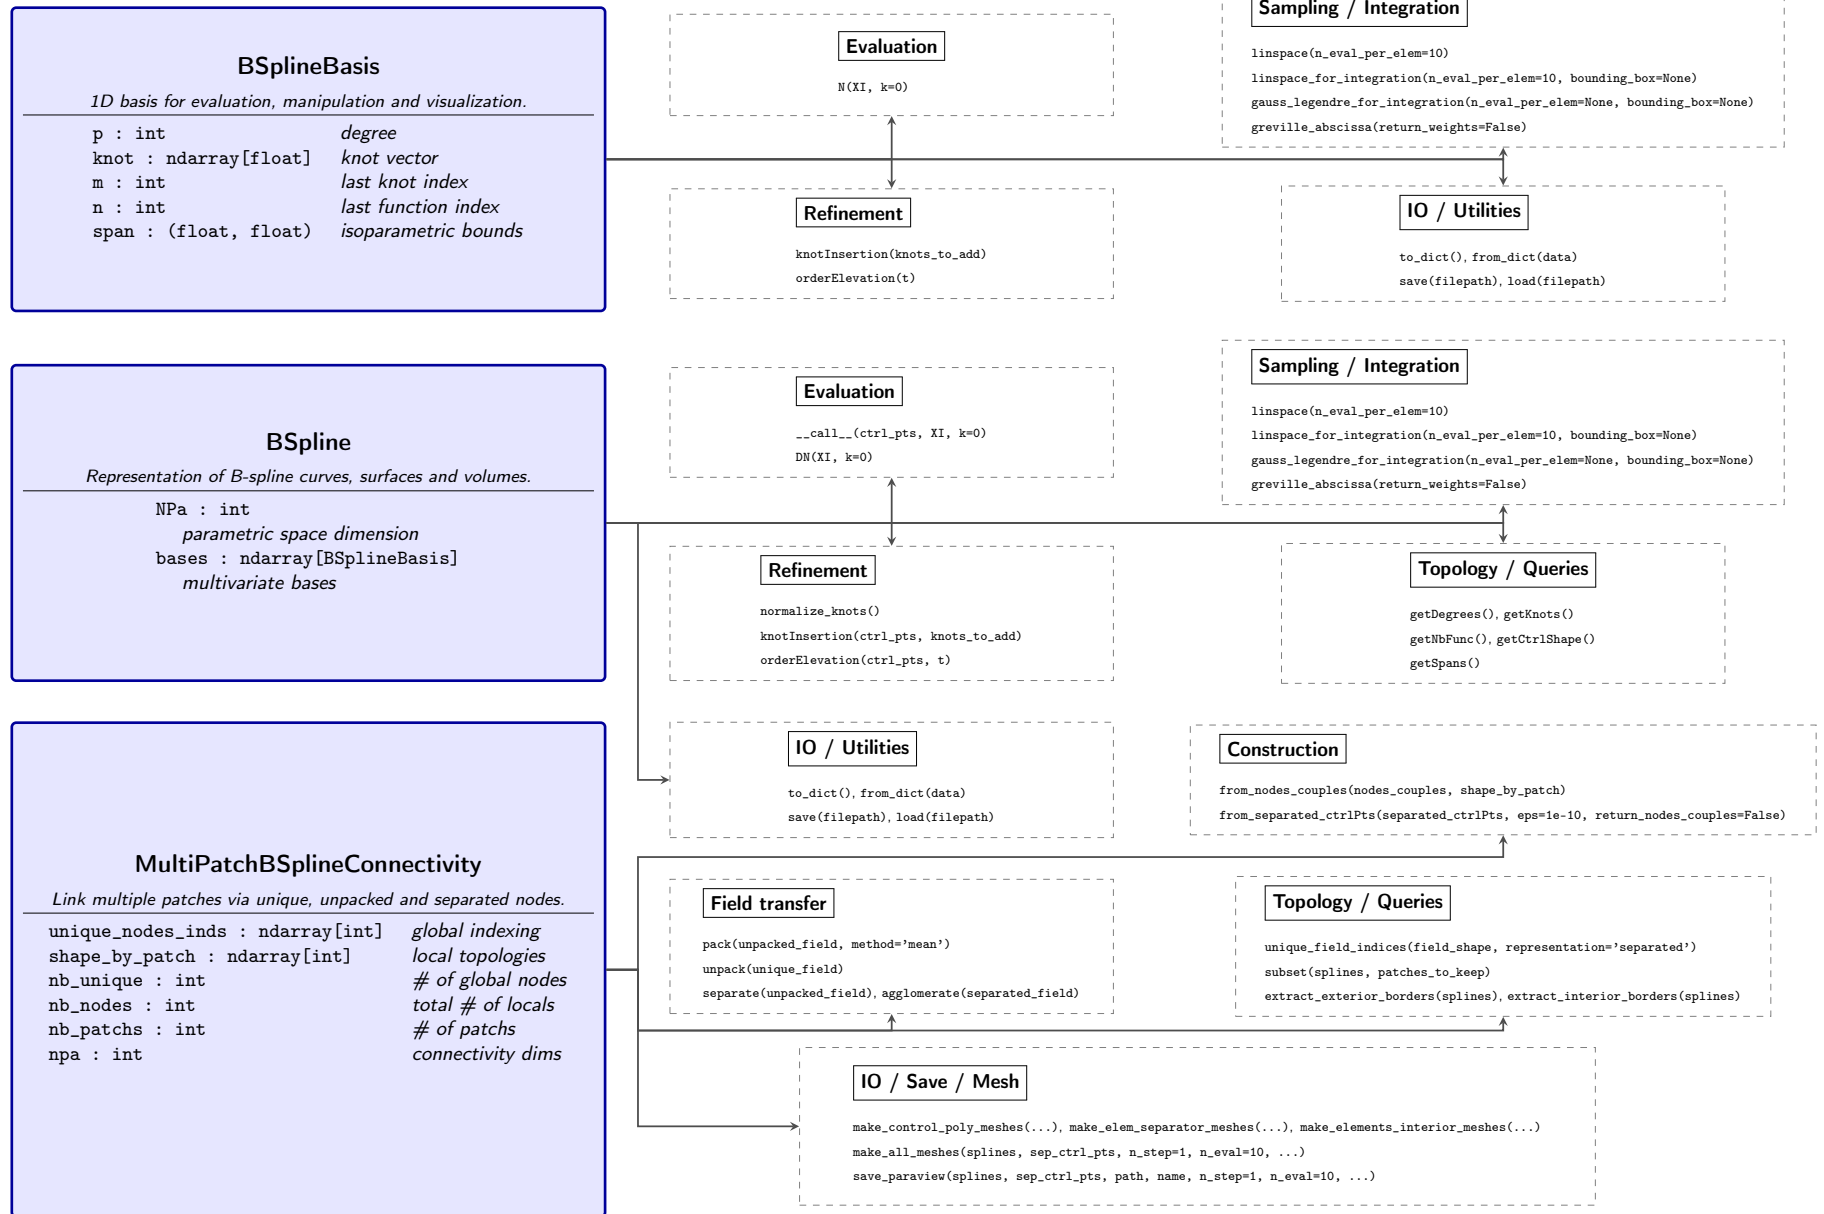 BSplineBasis
1D basis for evaluation, manipulation and visualization.
p : int degree
knot : ndarray[float] knot vector
m : int last knot index
n : int last function index
span : (float, float) isoparametric bounds
Evaluation
N(XI, k=0)
Sampling / Integration
linspace(n_eval_per_elem=10)
linspace_for_integration(n_eval_per_elem=10, bounding_box=None)
gauss_legendre_for_integration(n_eval_per_elem=None, bounding_box=None)
greville_abscissa(return_weights=False)
Refinement
knotInsertion(knots_to_add)
orderElevation(t)
IO / Utilities
to_dict(), from_dict(data)
save(filepath), load(filepath)
BSpline
Representation of B-spline curves, surfaces and volumes.
NPa : int
parametric space dimension
bases : ndarray[BSplineBasis]
multivariate bases
Evaluation
__call__(ctrl_pts, XI, k=0)
DN(XI, k=0)
Sampling / Integration
linspace(n_eval_per_elem=10)
linspace_for_integration(n_eval_per_elem=10, bounding_box=None)
gauss_legendre_for_integration(n_eval_per_elem=None, bounding_box=None)
greville_abscissa(return_weights=False)
Refinement
normalize_knots()
knotInsertion(ctrl_pts, knots_to_add)
orderElevation(ctrl_pts, t)
Topology / Queries
getDegrees(), getKnots()
getNbFunc(), getCtrlShape()
getSpans()
IO / Utilities
to_dict(), from_dict(data)
save(filepath), load(filepath)
MultiPatchBSplineConnectivity
Link multiple patches via unique, unpacked and separated nodes.
unique_nodes_inds : ndarray[int] global indexing
shape_by_patch : ndarray[int] local topologies
nb_unique : int # of global nodes
nb_nodes : int total # of locals
nb_patchs : int # of patchs
npa : int connectivity dims
Construction
from_nodes_couples(nodes_couples, shape_by_patch)
from_separated_ctrlPts(separated_ctrlPts, eps=1e-10, return_nodes_couples=False)
Field transfer
pack(unpacked_field, method='mean')
unpack(unique_field)
separate(unpacked_field), agglomerate(separated_field)
Topology / Queries
unique_field_indices(field_shape, representation='separated')
subset(splines, patches_to_keep)
extract_exterior_borders(splines), extract_interior_borders(splines)
IO / Save / Mesh
make_control_poly_meshes(...), make_elem_separator_meshes(...), make_elements_interior_meshes(...)
make_all_meshes(splines, sep_ctrl_pts, n_step=1, n_eval=10, ...)
save_paraview(splines, sep_ctrl_pts, path, name, n_step=1, n_eval=10, ...)